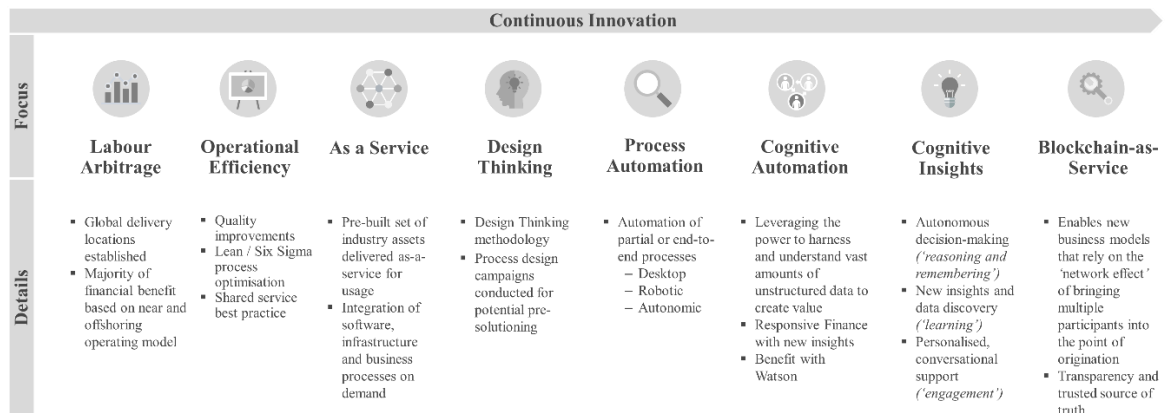 Continuous Innovation
Focus
Labour
Arbitrage
Operational
Efficiency
As a Service
Design
Thinking
Process
Automation
Cognitive
Automation
Cognitive
Insights
Blockchain-as-
Service
Details
▪ Global delivery
locations
established
▪ Majority of
financial benefit
based on near and
offshoring
operating model
▪ Quality
improvements
▪ Lean / Six Sigma
process
optimisation
▪ Shared service
best practice
▪ Pre-built set of
industry assets
delivered as-a-
service for
usage
▪ Integration of
software,
infrastructure
and business
processes on
demand
▪ Design Thinking
methodology
▪ Process design
campaigns
conducted for
potential pre-
solutioning
▪ Automation of
partial or end-to-
end processes
– Desktop
– Robotic
– Autonomic
▪ Leveraging the
power to harness
and understand vast
amounts of
unstructured data to
create value
▪ Responsive Finance
with new insights
▪ Benefit with
Watson
▪ Autonomous
decision-making
('reasoning and
remembering')
▪ New insights and
data discovery
('learning')
▪ Personalised,
conversational
support
('engagement')
▪ Enables new
business models
that rely on the
'network effect'
of bringing
multiple
participants into
the point of
origination
▪ Transparency and
trusted source of
truth